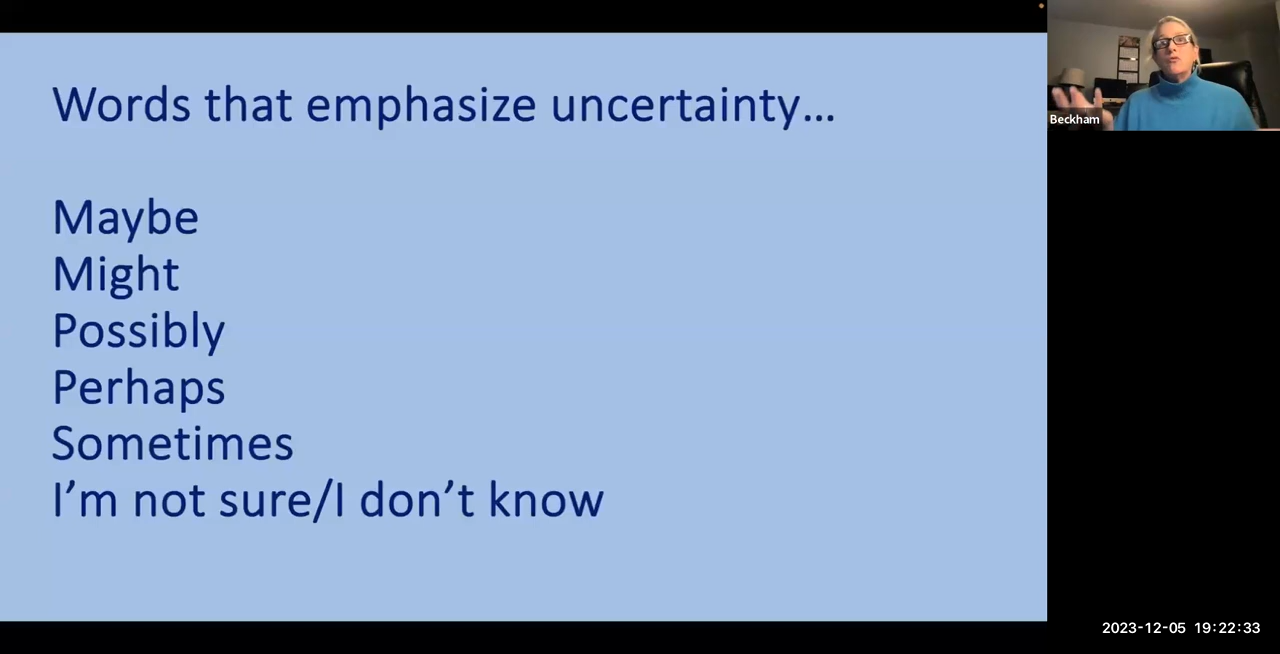 Words that emphasize uncertainty...
Maybe
Might
Possibly
Perhaps
Sometimes
I'm not sure/I don't know
Beckham
2023-12-05 19:22:33